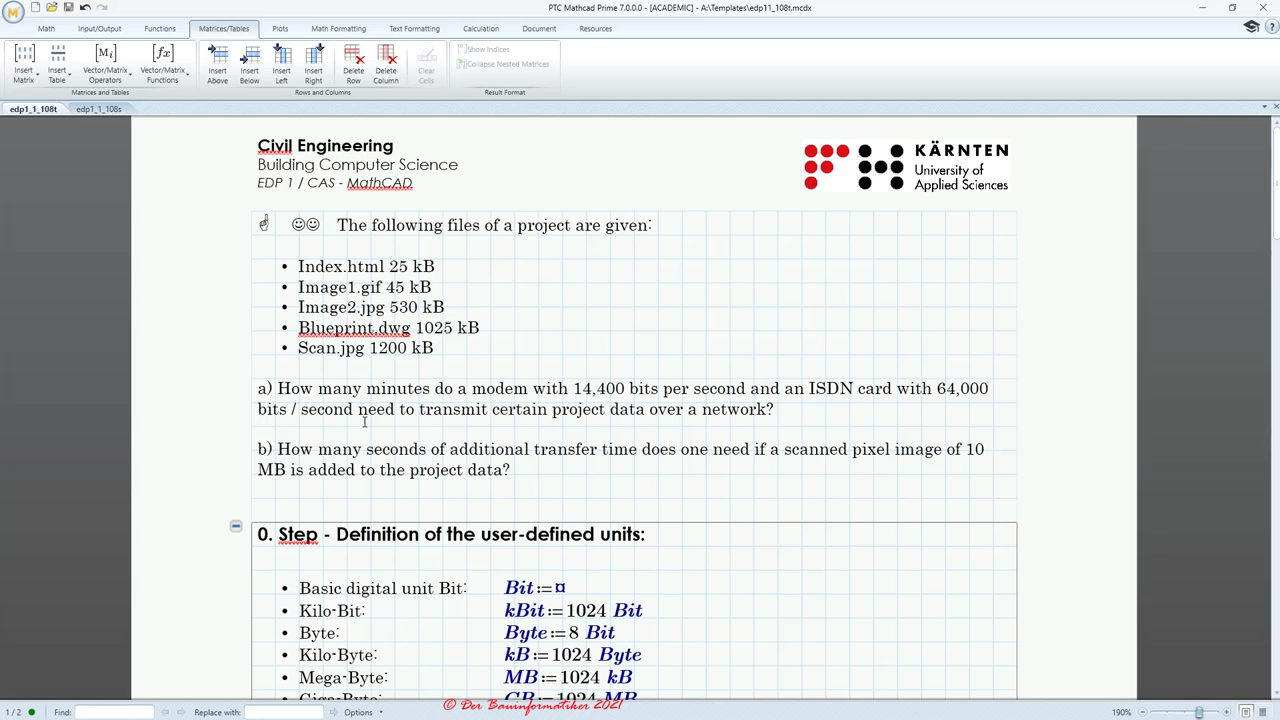 PTC Mathcad Prime 7.0.0.0 - [ACADEMIC] - A:\Templates\edp11_108t.mcdx
Math Input/Output Functions Matrices/Tables Plots Math Formatting Text Formatting Calculation Document Resources
Insert Matrix Insert Table Vector/Matrix Operators Vector/Matrix Functions Insert Above Insert Below Insert Left Insert Right Delete Row Delete Column Clear Cells Show Indices
Collapse Nested Matrices
Matrices and Tables Rows and Columns Result Format
edp1_1_108t edp1_1_108s
Civil Engineering
Building Computer Science
EDP 1 / CAS - MathCAD
KÄRNTEN
University of
Applied Sciences
The following files of a project are given:
• Index.html 25 kB
• Image1.gif 45 kB
• Image2.jpg 530 kB
• Blueprint.dwg 1025 kB
• Scan.jpg 1200 kB
a) How many minutes do a modem with 14,400 bits per second and an ISDN card with 64,000
bits / second need to transmit certain project data over a network?
b) How many seconds of additional transfer time does one need if a scanned pixel image of 10
MB is added to the project data?
0. Step - Definition of the user-defined units:
• Basic digital unit Bit: Bit:=¤
• Kilo-Bit: kBit:=1024 Bit
• Byte: Byte:=8 Bit
• Kilo-Byte: kB:=1024 Byte
• Mega-Byte: MB:=1024 kB
• Giga-Byte: GB:=1024 MB
© Der Bauinformatiker 2021
1 / 2 Find: Replace with: Options 190%